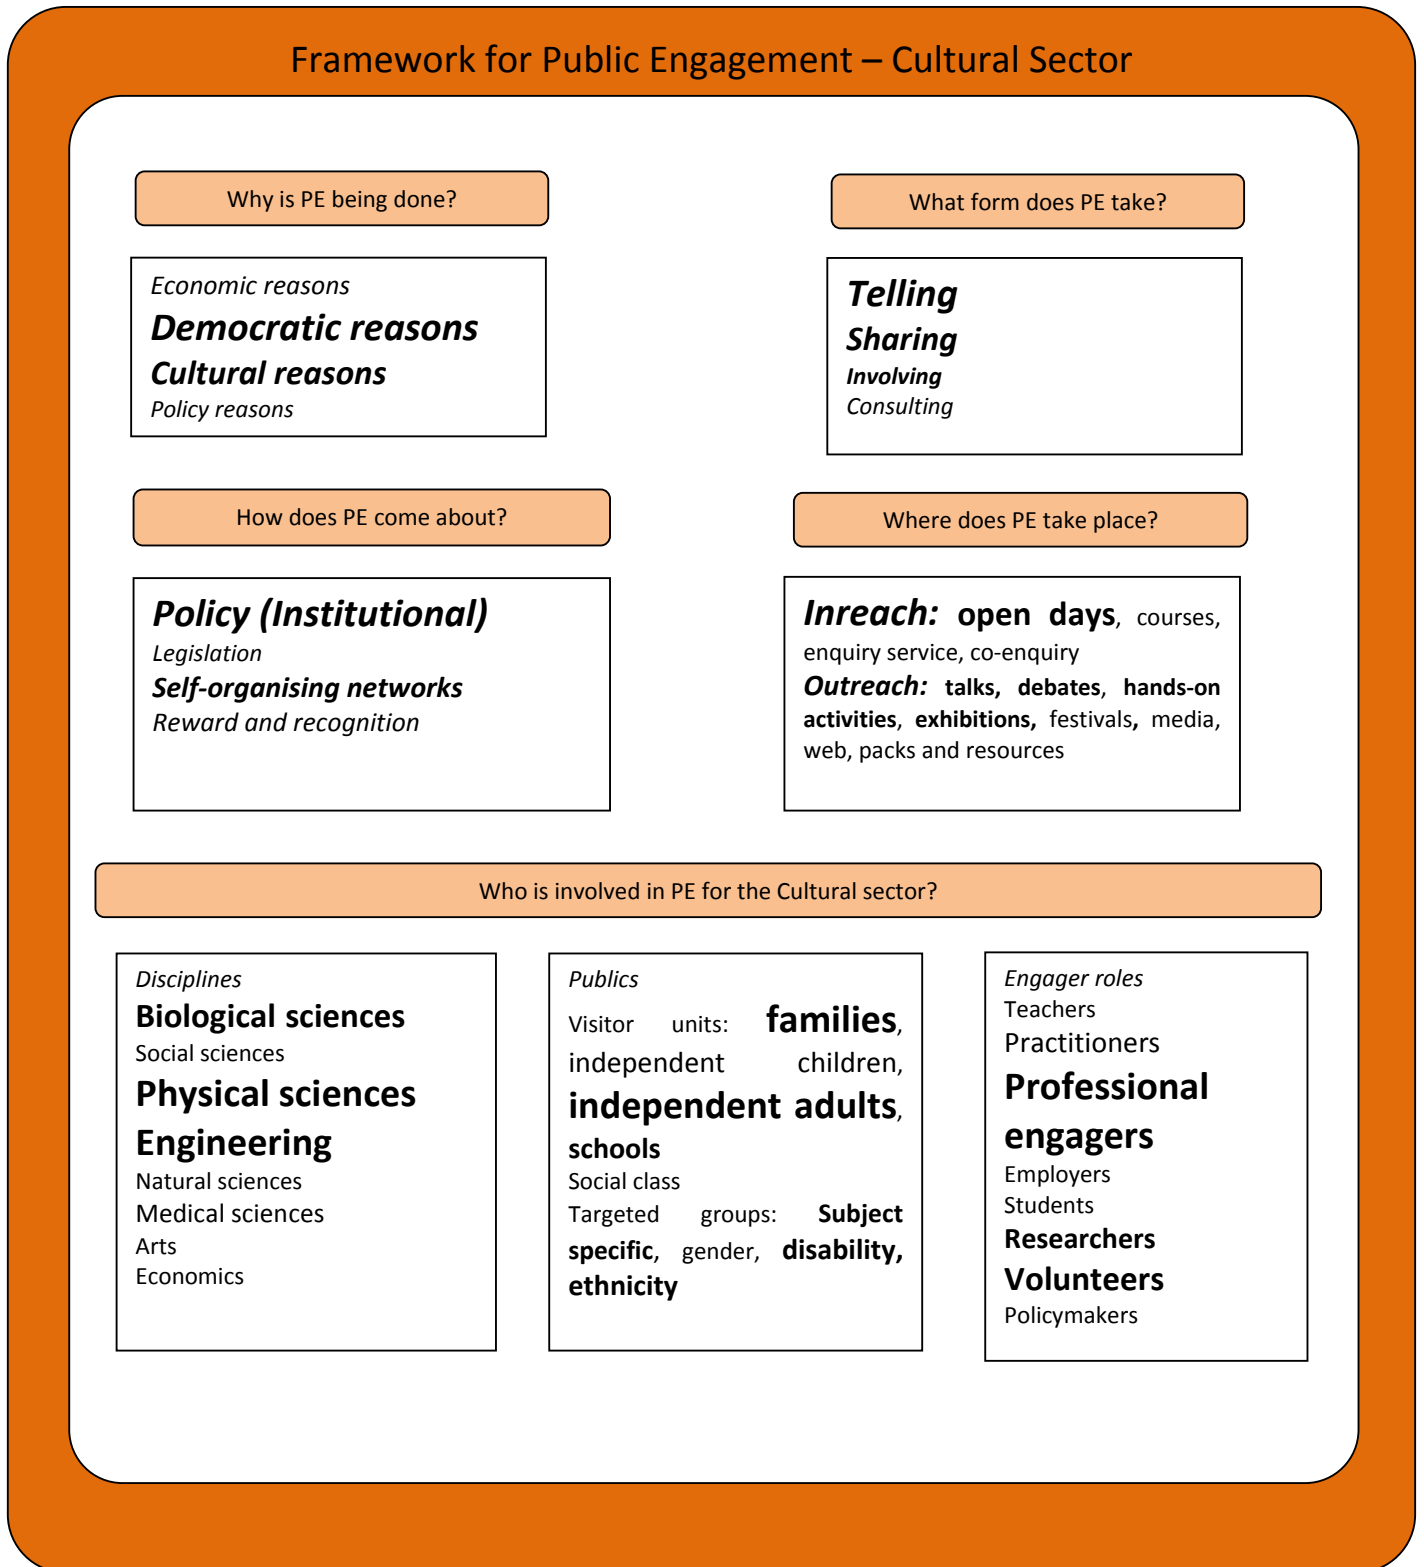 Framework for Public Engagement – Cultural Sector
Why is PE being done?
Economic reasons
Democratic reasons
Cultural reasons
Policy reasons
What form does PE take?
Telling
Sharing
Involving
Consulting
How does PE come about?
Policy (Institutional)
Legislation
Self-organising networks
Reward and recognition
Where does PE take place?
Inreach: open days, courses,
enquiry service, co-enquiry
Outreach: talks, debates, hands-on
activities, exhibitions, festivals, media,
web, packs and resources
Who is involved in PE for the Cultural sector?
Disciplines
Biological sciences
Social sciences
Physical sciences
Engineering
Natural sciences
Medical sciences
Arts
Economics
Publics
Visitor units: families,
independent children,
independent adults,
schools
Social class
Targeted groups: Subject
specific, gender, disability,
ethnicity
Engager roles
Teachers
Practitioners
Professional
engagers
Employers
Students
Researchers
Volunteers
Policymakers